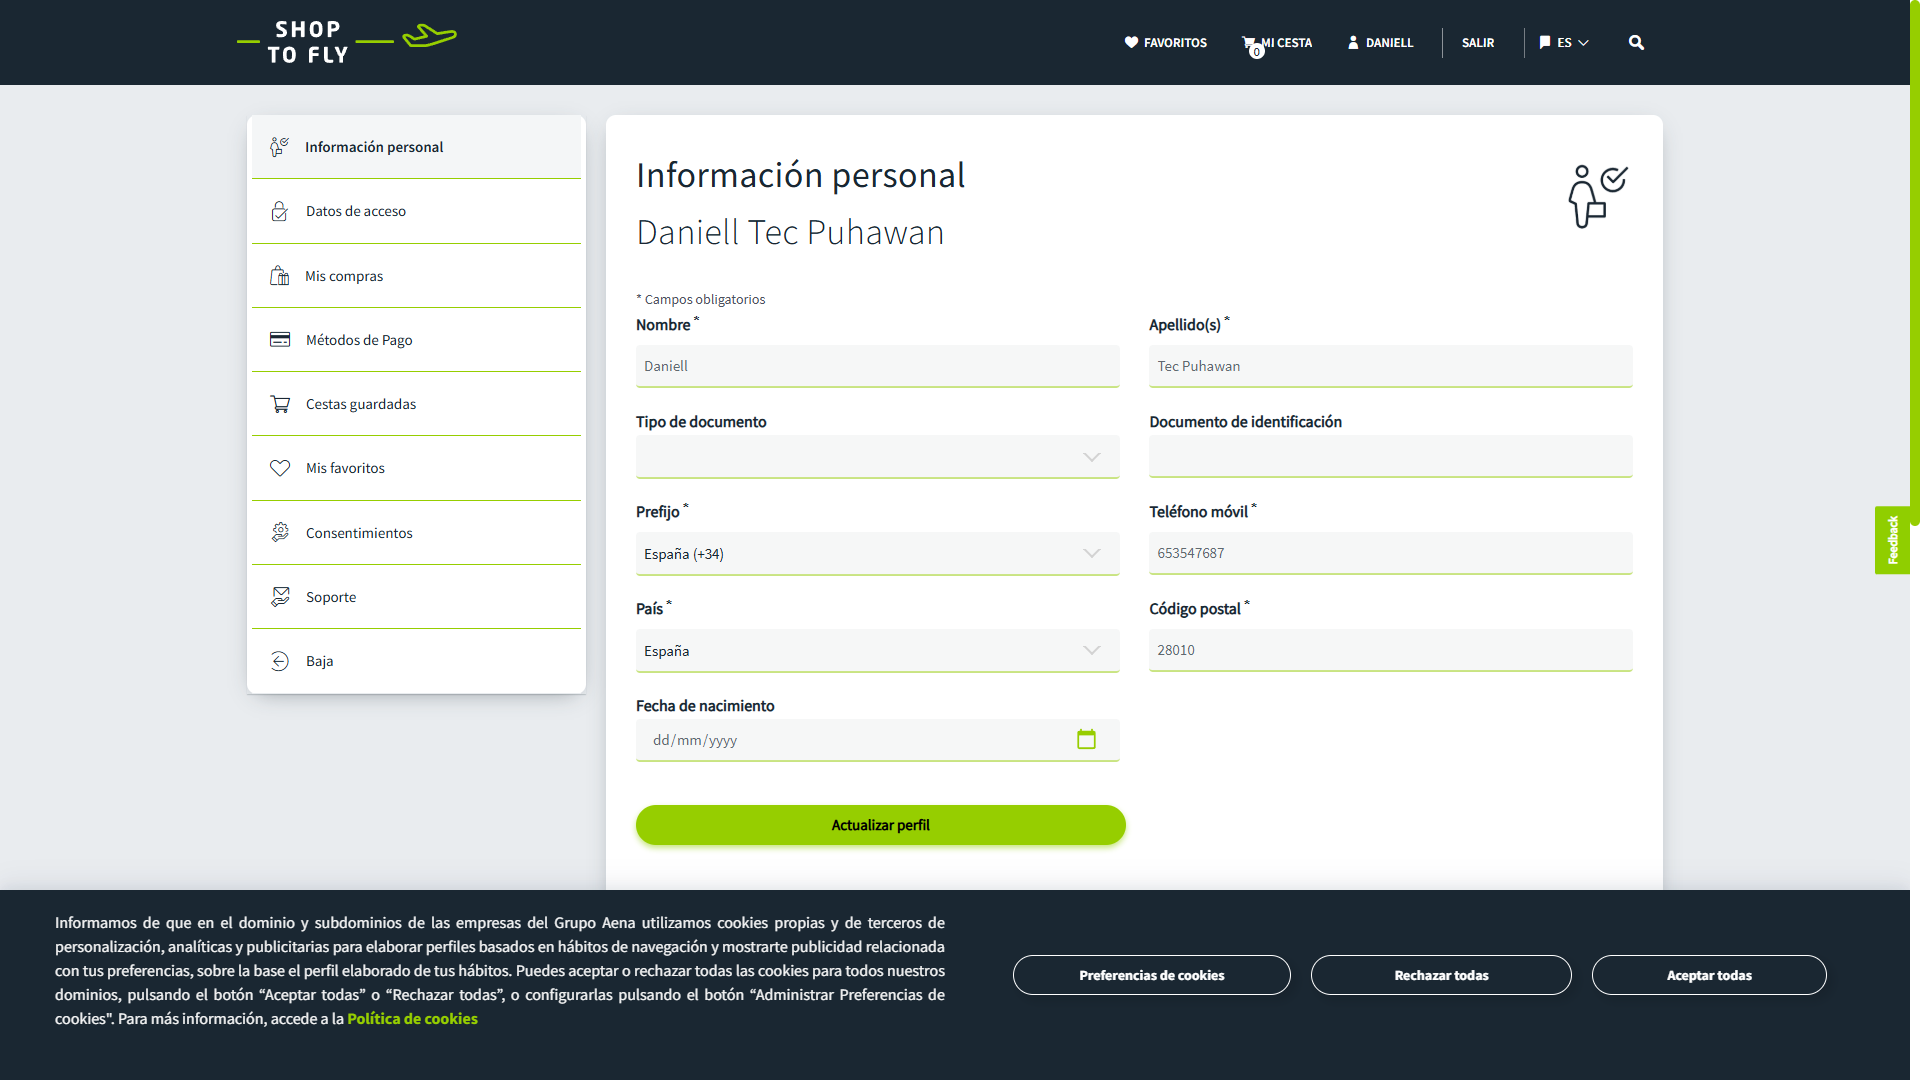 SHOP
TO FLY
FAVORITOS
0
MI CESTA
DANIELL
SALIR
ES
Información personal
Datos de acceso
Mis compras
Métodos de Pago
Cestas guardadas
Mis favoritos
Consentimientos
Soporte
Baja
Información personal
Daniell Tec Puhawan
* Campos obligatorios
Nombre *
Apellido(s) *
Daniell
Tec Puhawan
Tipo de documento
Documento de identificación
Prefijo *
Teléfono móvil *
España (+34)
653547687
País *
Código postal *
España
28010
Fecha de nacimiento
dd/mm/yyyy
Actualizar perfil
Feedback
Informamos de que en el dominio y subdominios de las empresas del Grupo Aena utilizamos cookies propias y de terceros de
personalización, analíticas y publicitarias para elaborar perfiles basados en hábitos de navegación y mostrarte publicidad relacionada
con tus preferencias, sobre la base el perfil elaborado de tus hábitos. Puedes aceptar o rechazar todas las cookies para todos nuestros
dominios, pulsando el botón “Aceptar todas” o “Rechazar todas”, o configurarlas pulsando el botón “Administrar Preferencias de
cookies". Para más información, accede a la Política de cookies
Preferencias de cookies
Rechazar todas
Aceptar todas